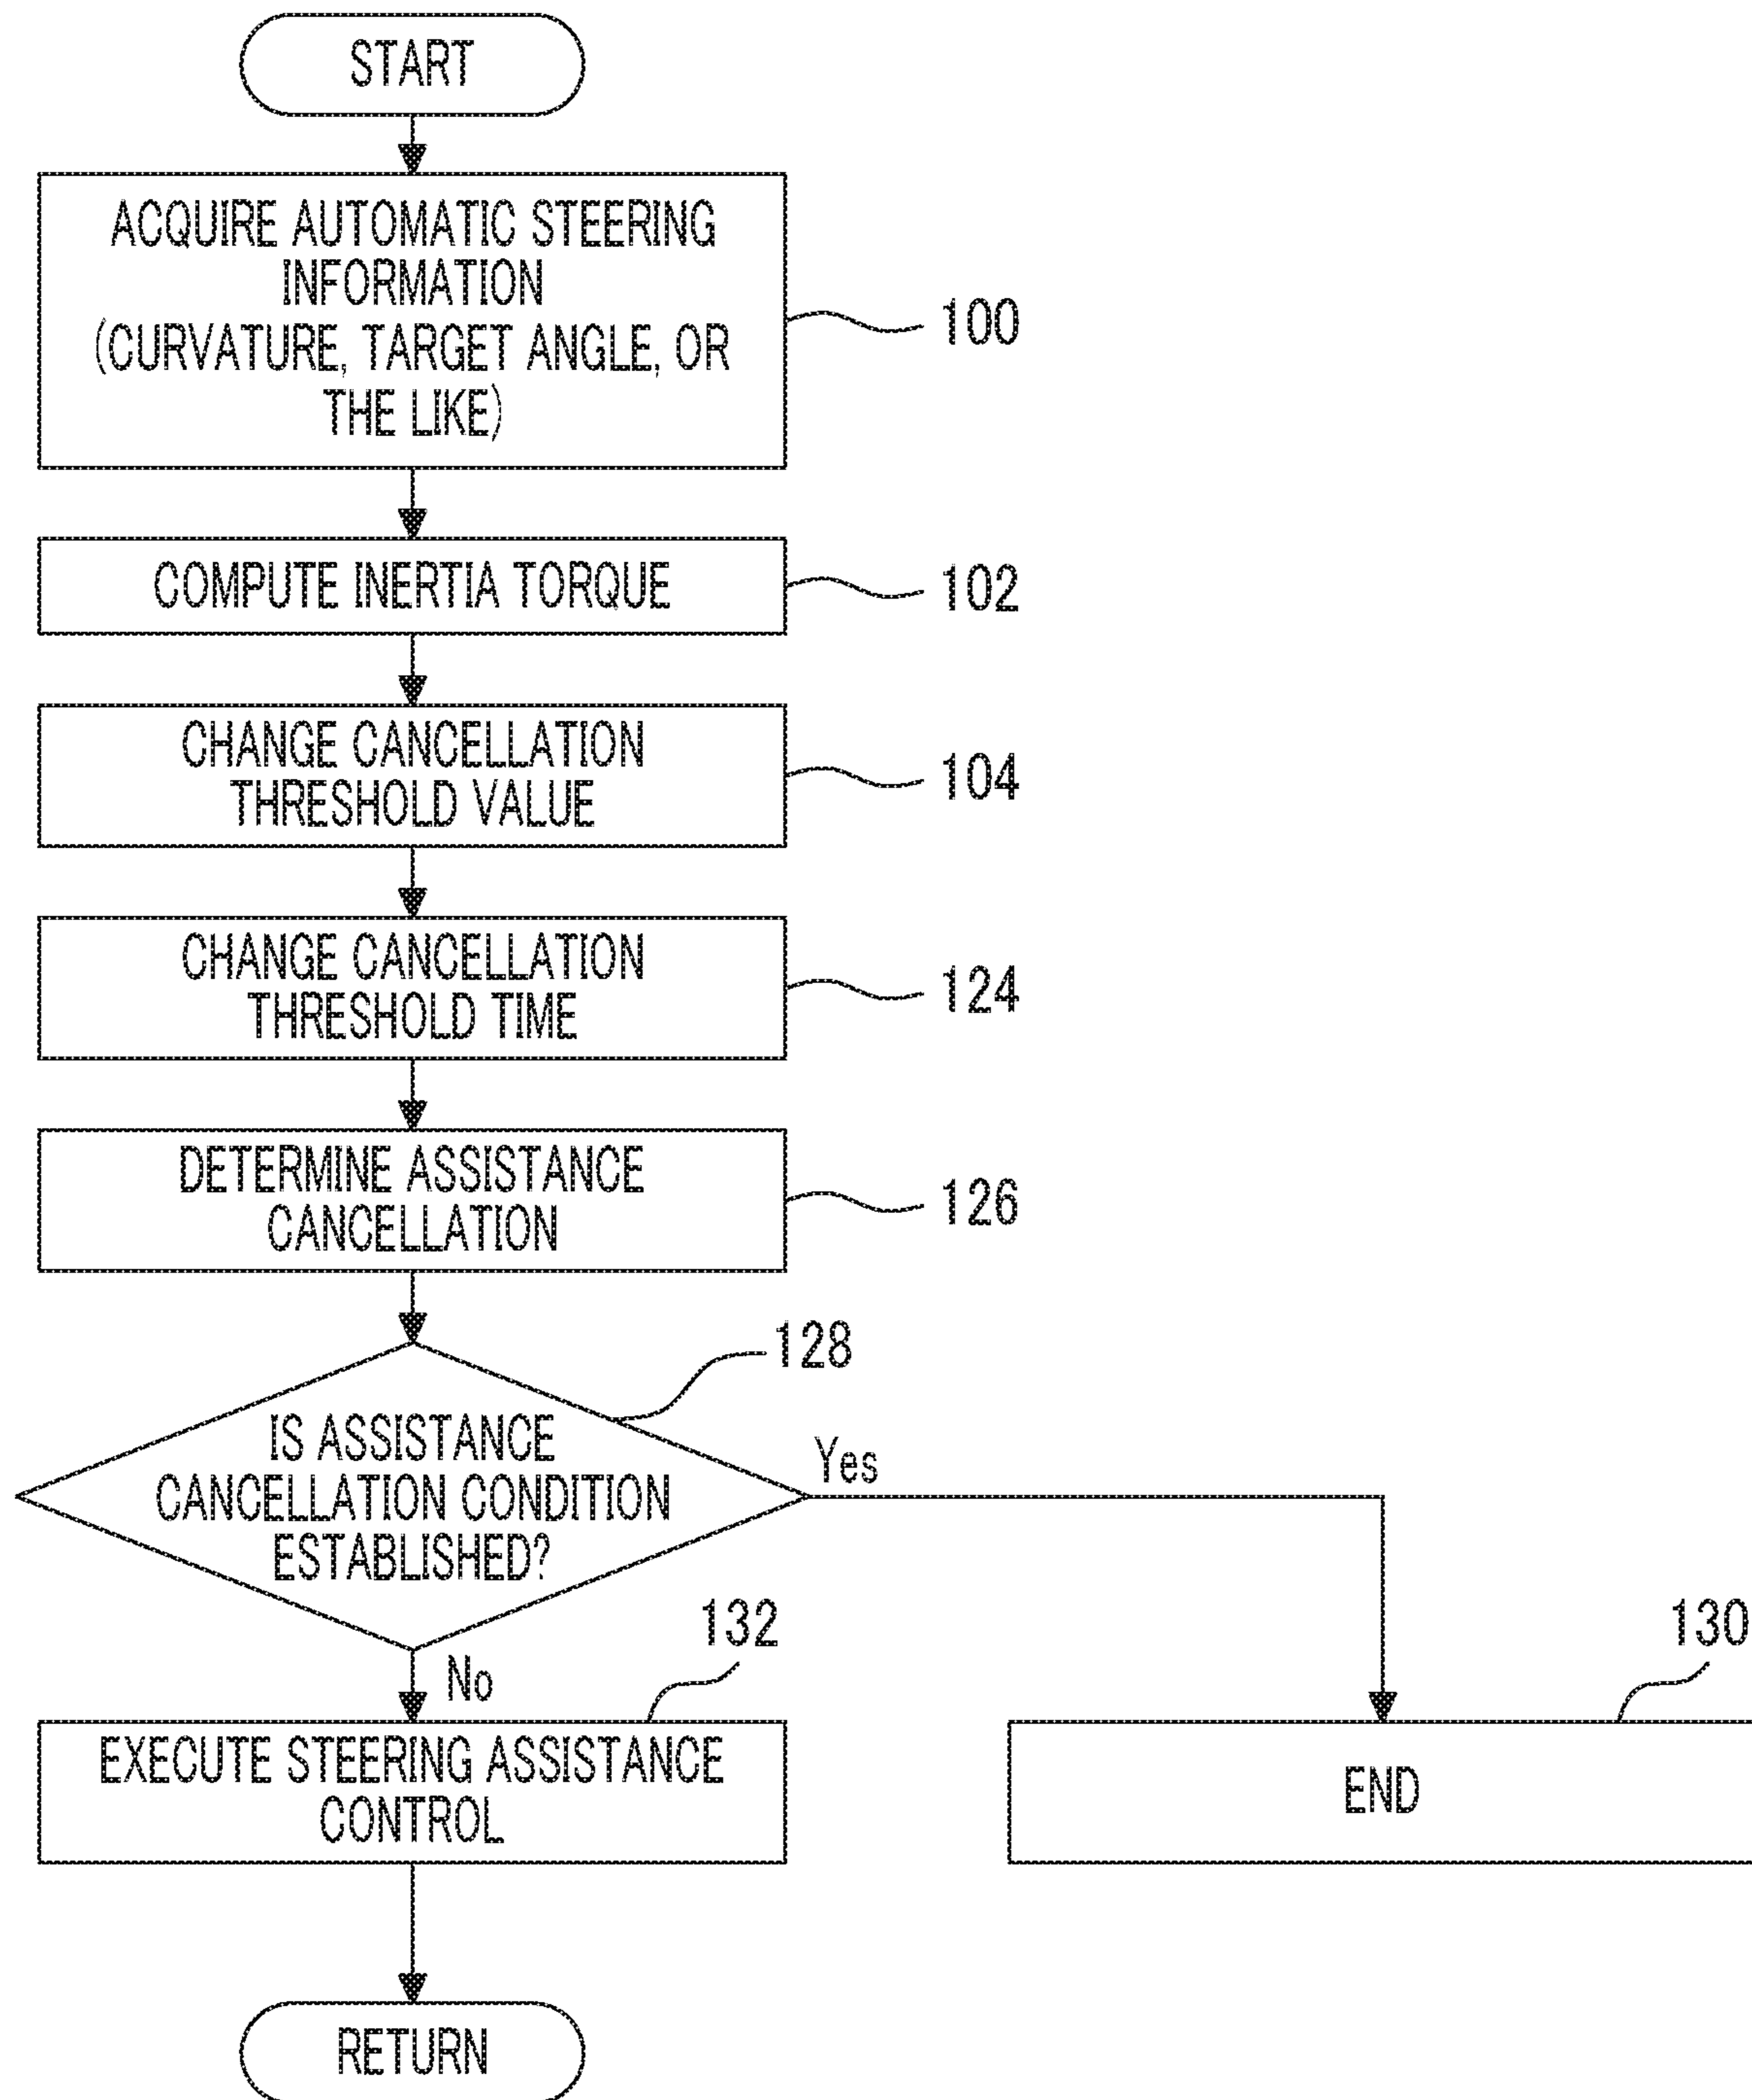 START
ACQUIRE AUTOMATIC STEERING
INFORMATION
(CURVATURE, TARGET ANGLE, OR
THE LIKE)
100
COMPUTE INERTIA TORQUE
102
CHANGE CANCELLATION
THRESHOLD VALUE
104
CHANGE CANCELLATION
THRESHOLD TIME
124
DETERMINE ASSISTANCE
CANCELLATION
126
128
IS ASSISTANCE
CANCELLATION CONDITION
ESTABLISHED?
Yes
No
132
130
EXECUTE STEERING ASSISTANCE
CONTROL
END
RETURN